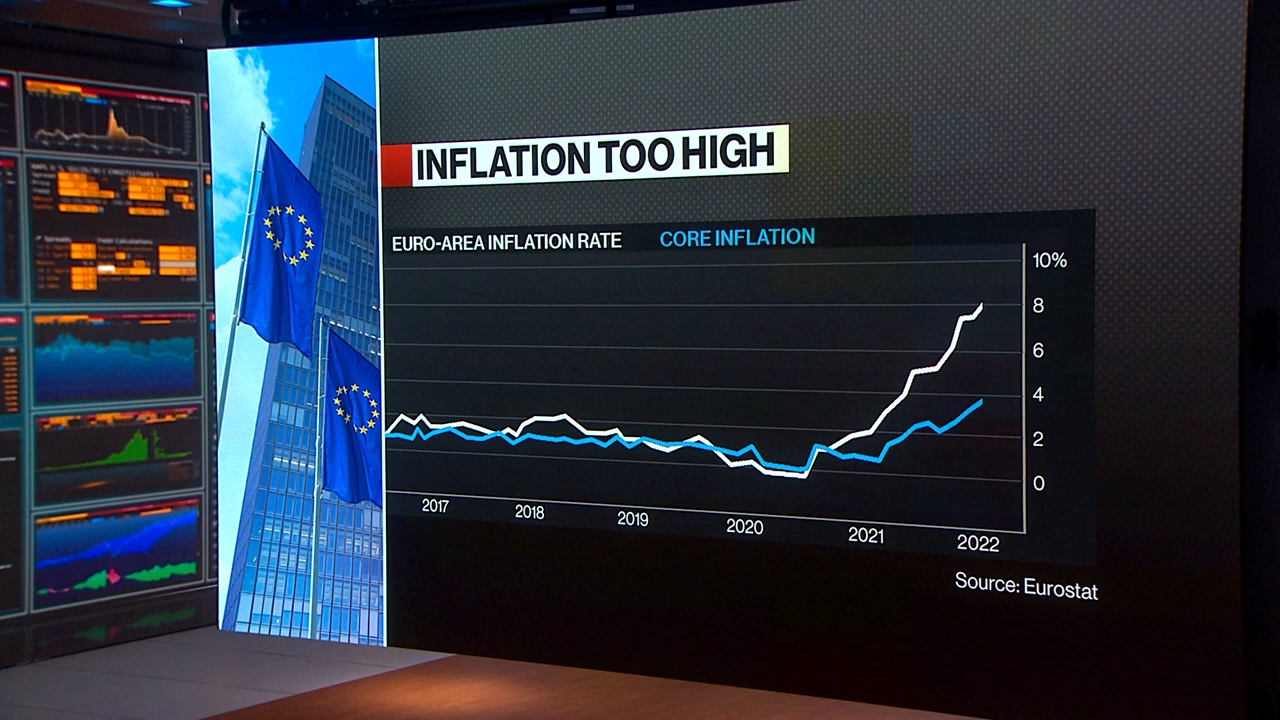 INFLATION TOO HIGH
EURO-AREA INFLATION RATE CORE INFLATION
10%
8
6
4
2
0
2017 2018 2019 2020 2021 2022
Source: Eurostat